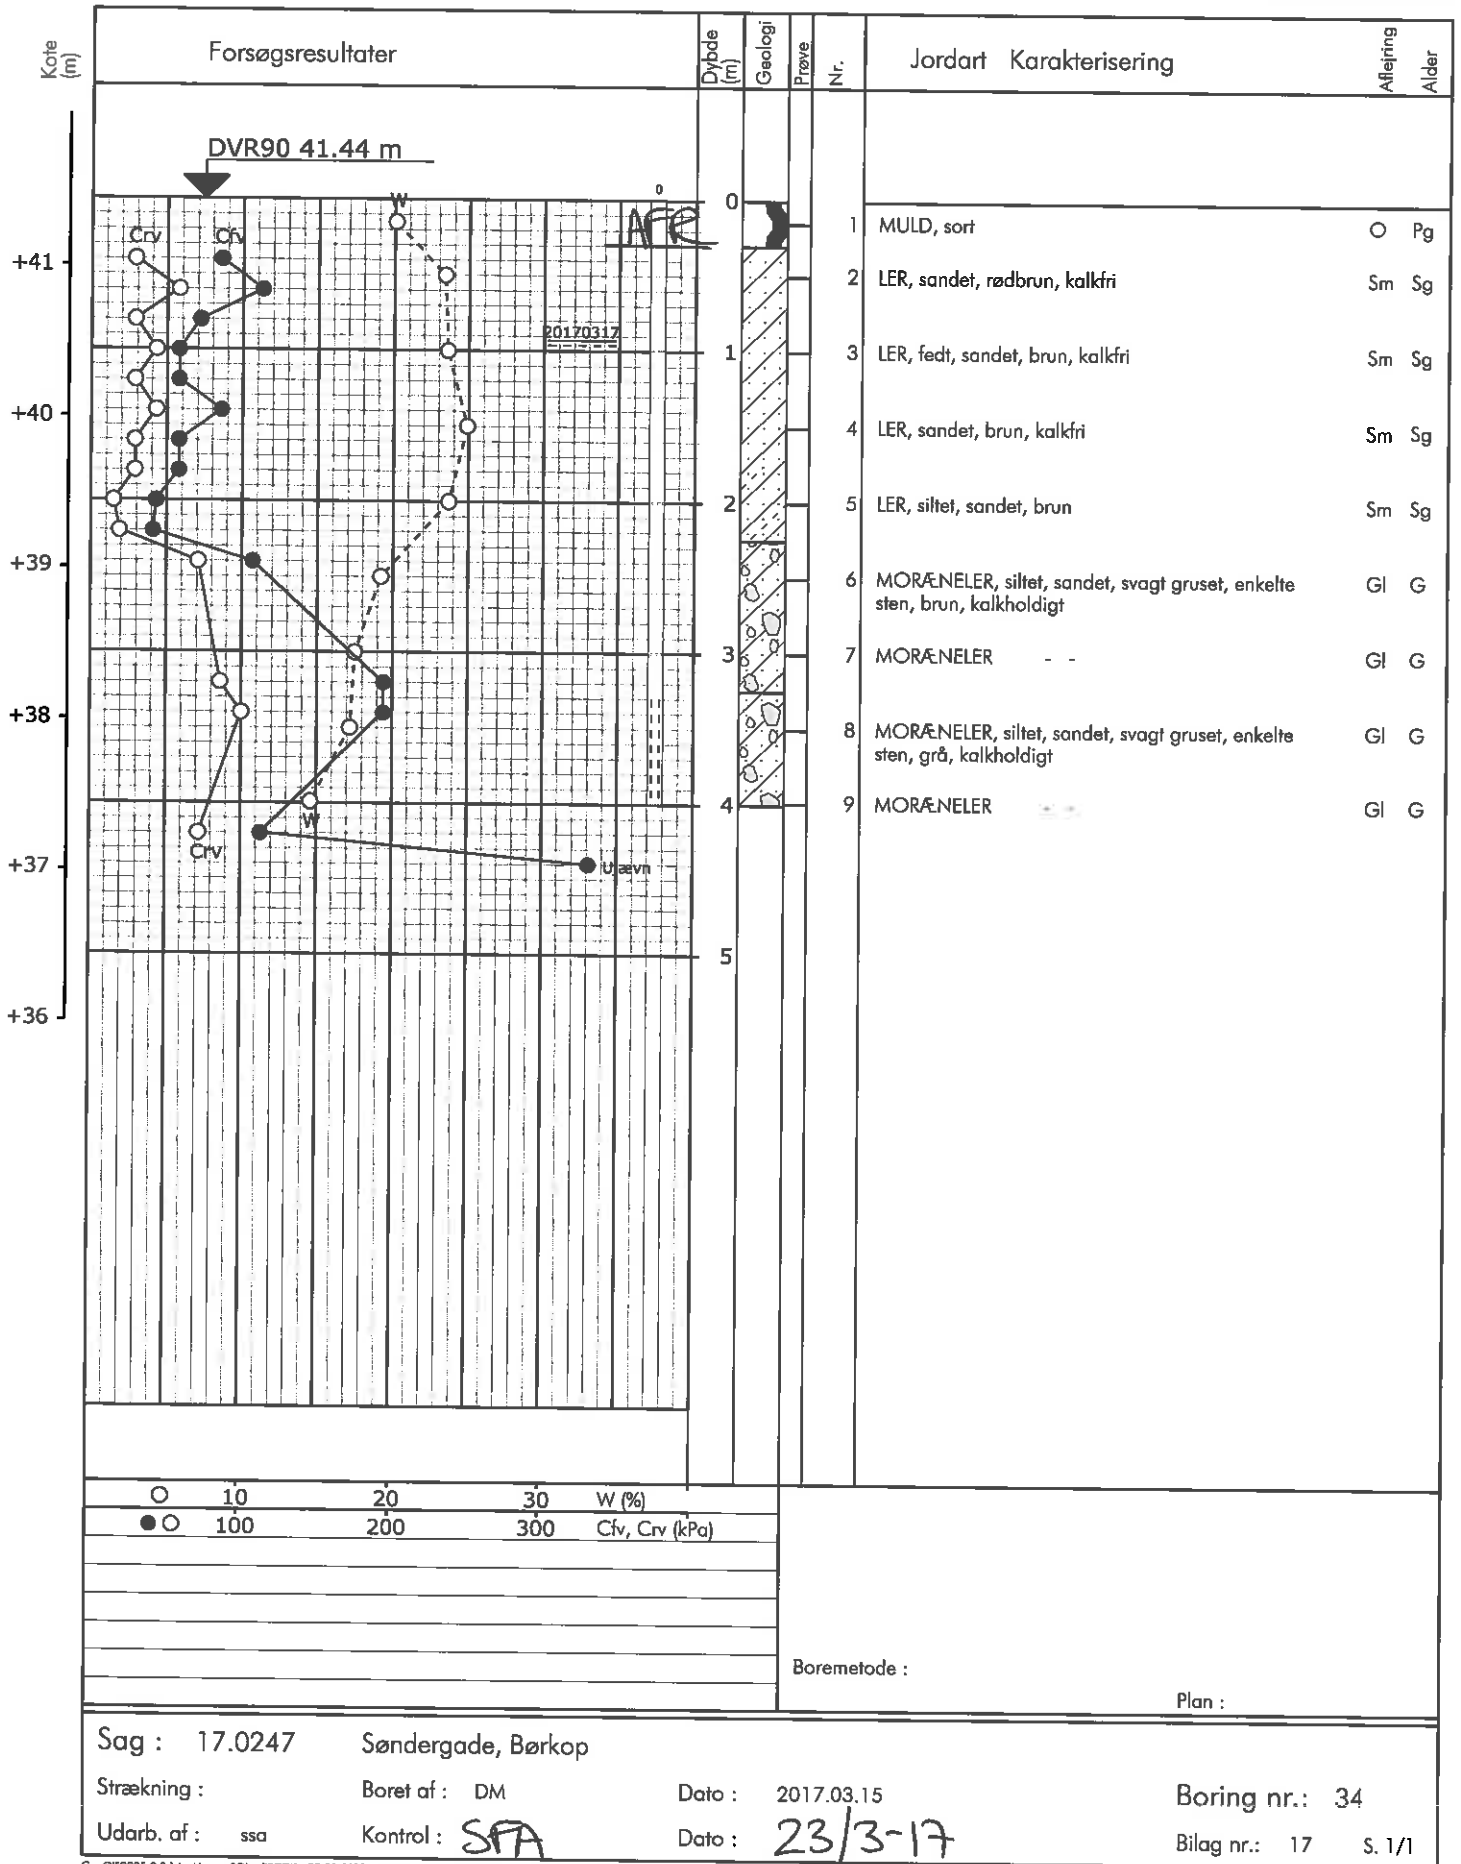 Kote (m)
Forsøgsresultater
Dybde (m)
Geologi
Prøve
Nr.
Jordart Karakterisering
Aflejring
Alder
DVR90 41.44 m
W
0
0
AFR
Crv
Cfv
1 MULD, sort O Pg
+41
2 LER, sandet, rødbrun, kalkfri Sm Sg
20170317
1
3 LER, fedt, sandet, brun, kalkfri Sm Sg
+40
4 LER, sandet, brun, kalkfri Sm Sg
2
5 LER, siltet, sandet, brun Sm Sg
+39
6 MORÆNELER, siltet, sandet, svagt gruset, enkelte Gl G
sten, brun, kalkholdigt
3
7 MORÆNELER - - Gl G
+38
8 MORÆNELER, siltet, sandet, svagt gruset, enkelte Gl G
sten, grå, kalkholdigt
4
9 MORÆNELER - - Gl G
W
Crv
+37
Ujævn
5
+36
10 20 30 W (%)
100 200 300 Cfv, Crv (kPa)
Boremetode :
Plan :
Sag : 17.0247 Søndergade, Børkop
Strækning : Boret af : DM Dato : 2017.03.15 Boring nr.: 34
Udarb. af : ssa Kontrol : SFA Dato : 23/3-17 Bilag nr.: 17 S. 1/1